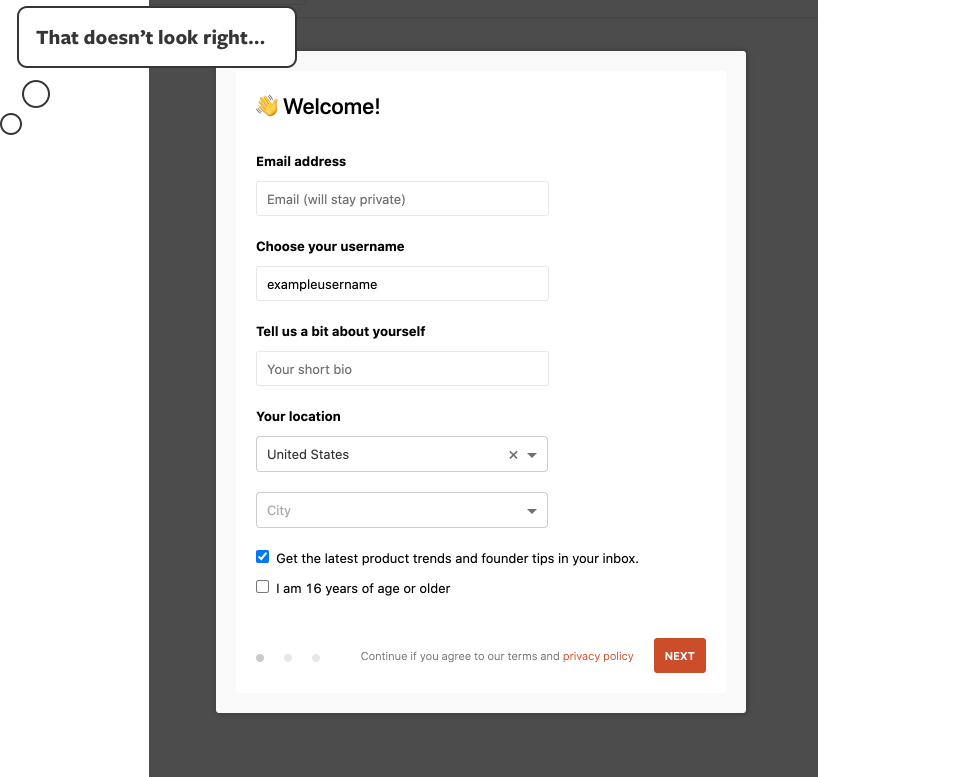 That doesn’t look right...
👋 Welcome!
Email address
Email (will stay private)
Choose your username
exampleusername
Tell us a bit about yourself
Your short bio
Your location
United States
City
Get the latest product trends and founder tips in your inbox.
I am 16 years of age or older
Continue if you agree to our terms and privacy policy
NEXT